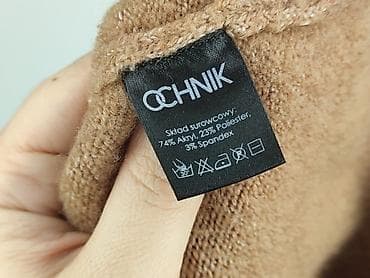 OCHNIK
Skład surowcowy:
74% Akryl, 23% Poliester,
3% Spandex